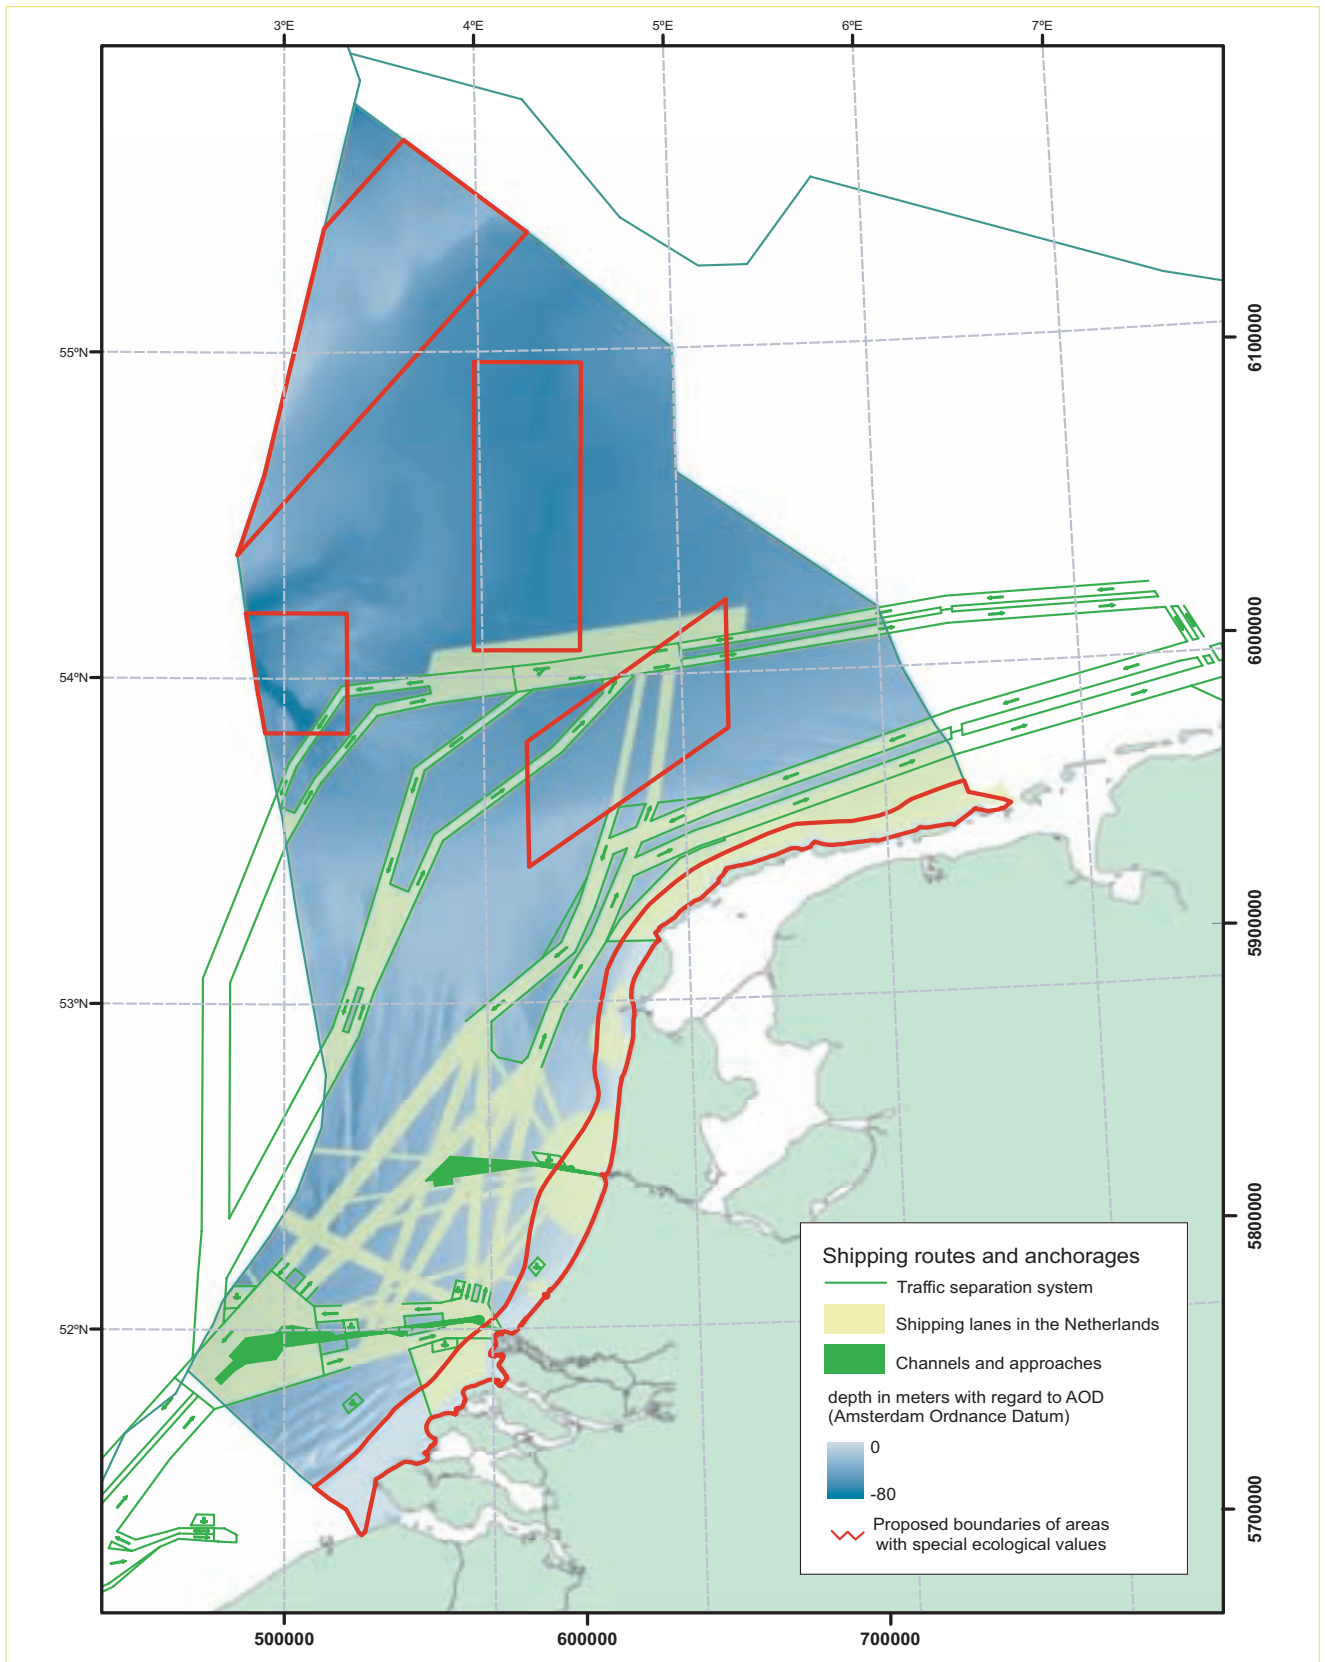 3°E 4°E 5°E 6°E 7°E
55°N
54°N
53°N
52°N
6100000
6000000
5900000
5800000
5700000
Shipping routes and anchorages
Traffic separation system
Shipping lanes in the Netherlands
Channels and approaches
depth in meters with regard to AOD
(Amsterdam Ordnance Datum)
0
-80
Proposed boundaries of areas
with special ecological values
500000 600000 700000